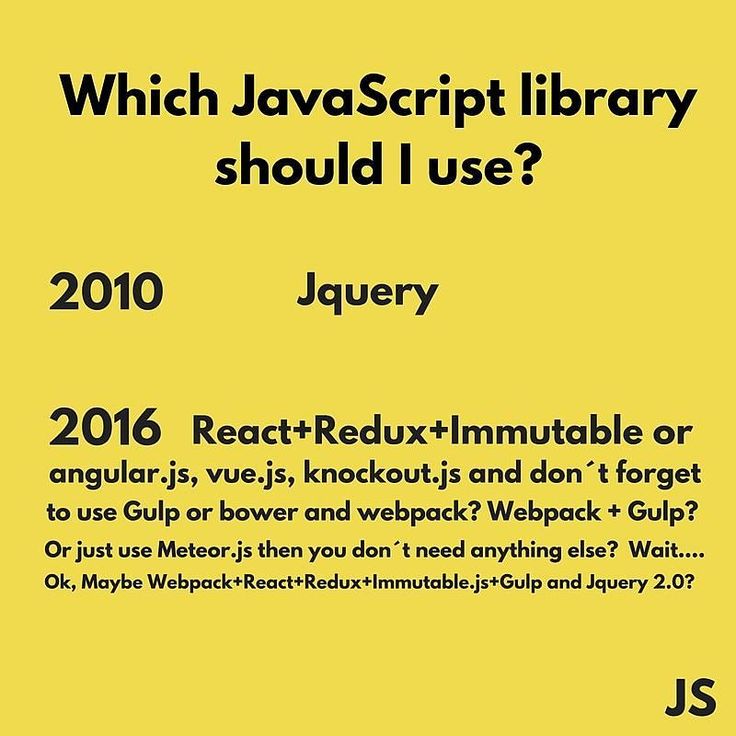 Which JavaScript library
should I use?
2010 Jquery
2016 React+Redux+Immutable or
angular.js, vue.js, knockout.js and don´t forget
to use Gulp or bower and webpack? Webpack + Gulp?
Or just use Meteor.js then you don´t need anything else? Wait....
Ok, Maybe Webpack+React+Redux+Immutable.js+Gulp and Jquery 2.0?
JS